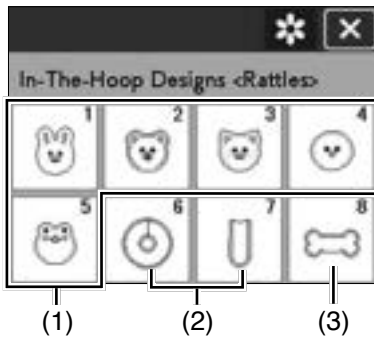 In-The-Hoop Designs <Rattles>
1 2 3 4
5 6 7 8
(1) (2) (3)